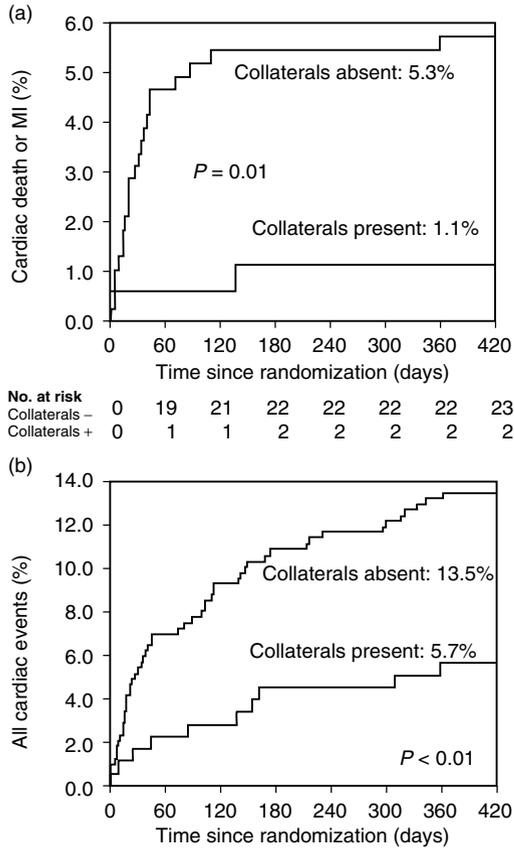 (a)
6.0
5.0
4.0
3.0
2.0
1.0
0.0
Cardiac death or MI (%)
Collaterals absent: 5.3%
P = 0.01
Collaterals present: 1.1%
0 60 120 180 240 300 360 420
Time since randomization (days)
No. at risk
Collaterals – 0 19 21 22 22 22 22 23
Collaterals + 0 1 1 2 2 2 2 2
(b)
14.0
12.0
10.0
8.0
6.0
4.0
2.0
0.0
All cardiac events (%)
Collaterals absent: 13.5%
Collaterals present: 5.7%
P < 0.01
0 60 120 180 240 300 360 420
Time since randomization (days)